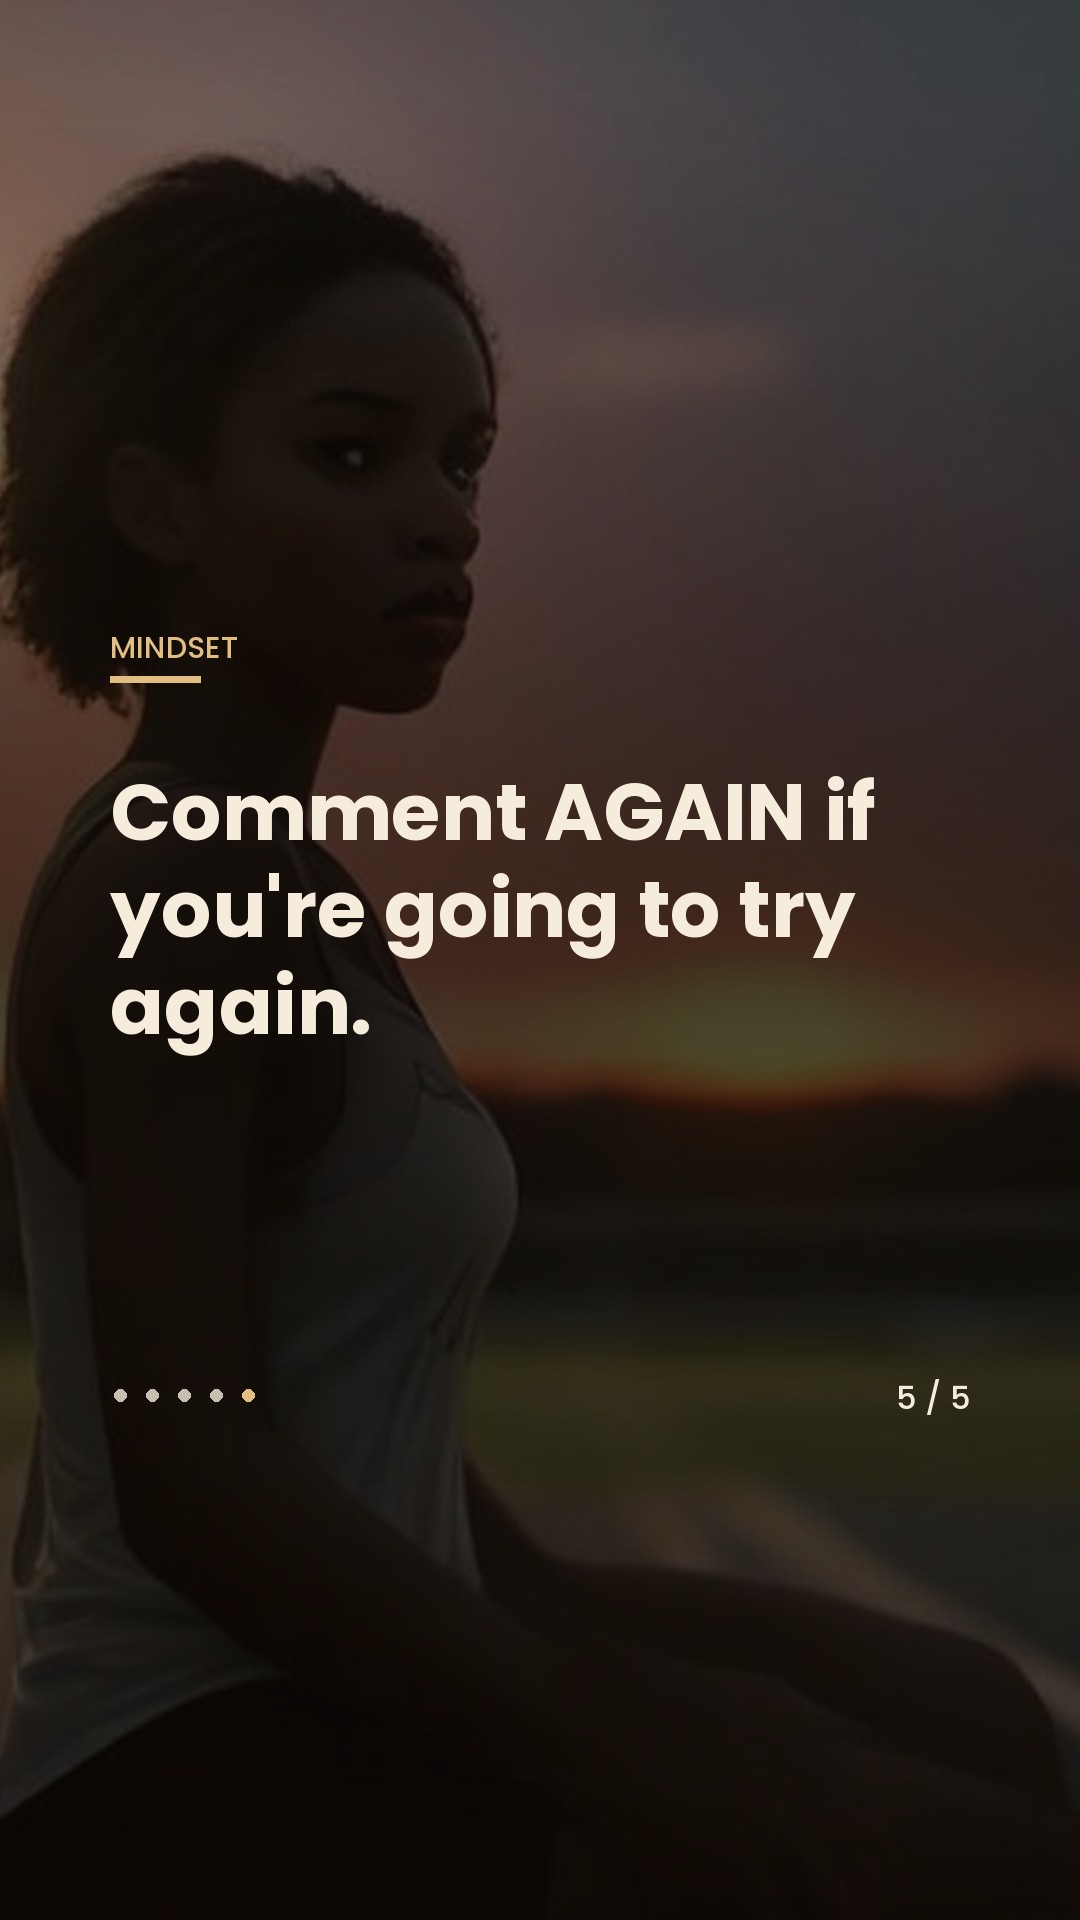 MINDSET
Comment AGAIN if
you're going to try
again.
5 / 5